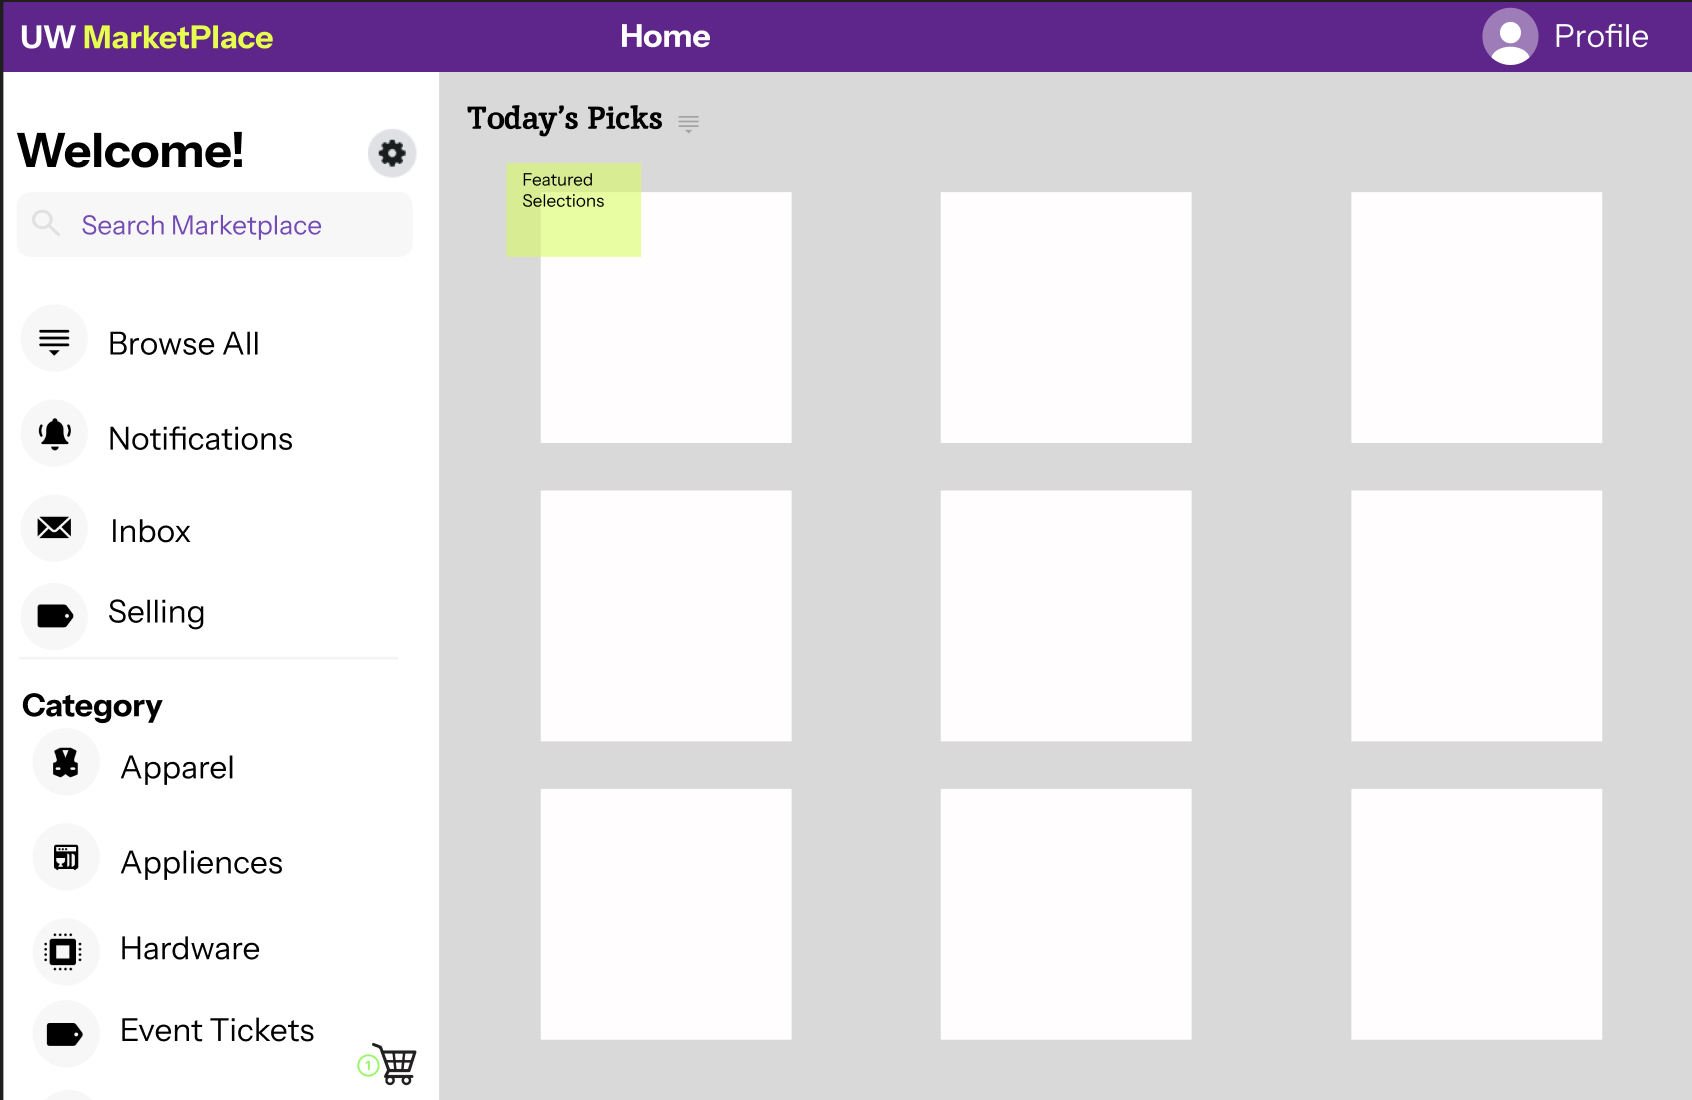 UW MarketPlace
Home
Profile
Welcome!
Search Marketplace
Browse All
Notifications
Inbox
Selling
Category
Apparel
Appliences
Hardware
Event Tickets
1
Today’s Picks
Featured
Selections